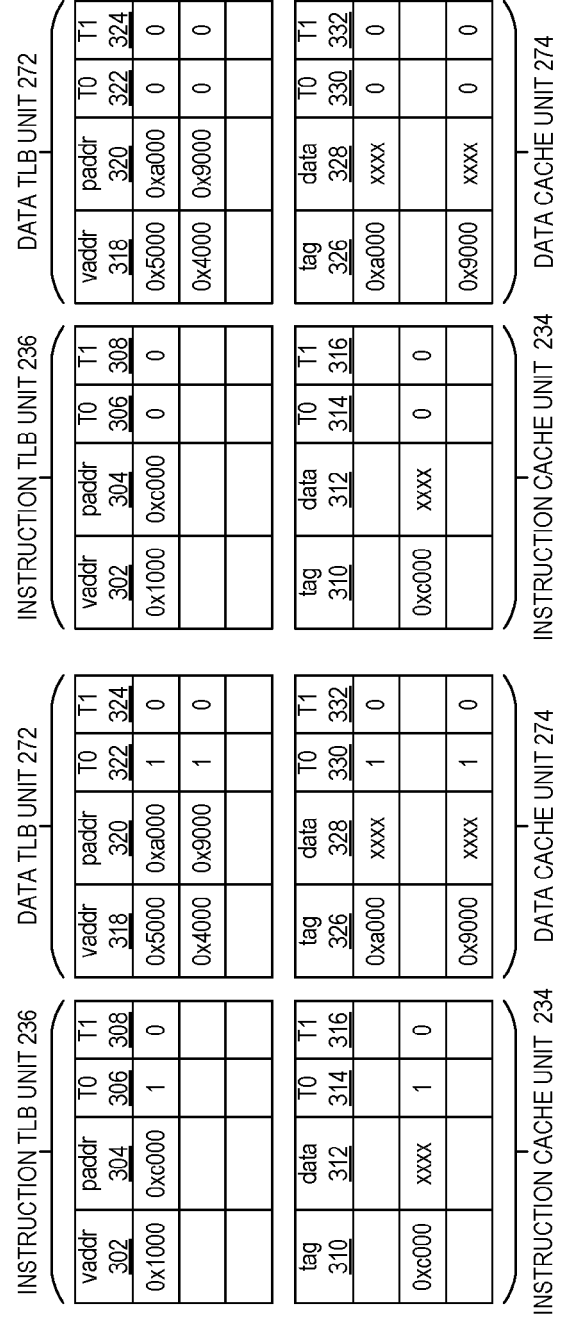 INSTRUCTION TLB UNIT 236
vaddr 302 paddr 304 T0 306 T1 308
0x1000 0xc000 1 0
tag 310 data 312 T0 314 T1 316
0xc000 xxxx 1 0
INSTRUCTION CACHE UNIT 234
DATA TLB UNIT 272
vaddr 318 paddr 320 T0 322 T1 324
0x5000 0xa000 1 0
0x4000 0x9000 1 0
tag 326 data 328 T0 330 T1 332
0xa000 xxxx 1 0
0x9000 xxxx 1 0
DATA CACHE UNIT 274
INSTRUCTION TLB UNIT 236
vaddr 302 paddr 304 T0 306 T1 308
0x1000 0xc000 0 0
tag 310 data 312 T0 314 T1 316
0xc000 xxxx 0 0
INSTRUCTION CACHE UNIT 234
DATA TLB UNIT 272
vaddr 318 paddr 320 T0 322 T1 324
0x5000 0xa000 0 0
0x4000 0x9000 0 0
tag 326 data 328 T0 330 T1 332
0xa000 xxxx 0 0
0x9000 xxxx 0 0
DATA CACHE UNIT 274